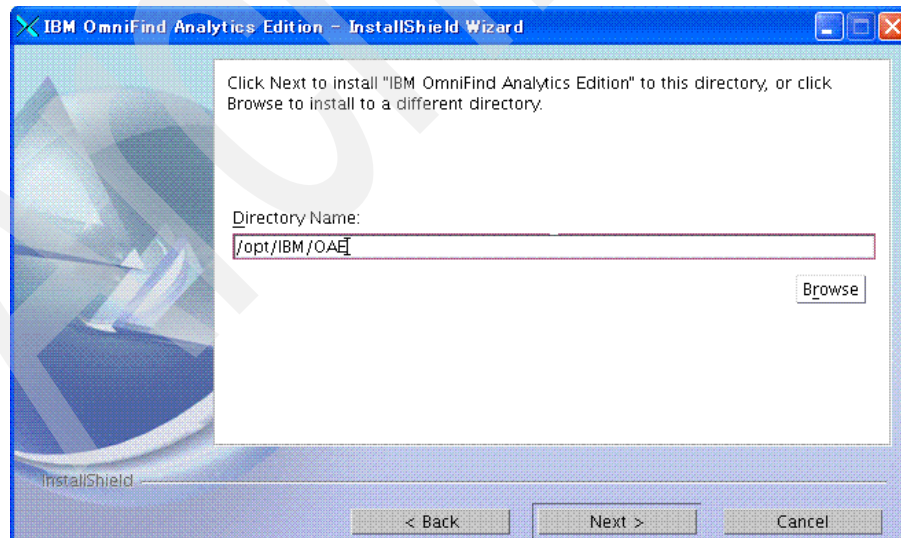 IBM OmniFind Analytics Edition - InstallShield Wizard
Click Next to install "IBM OmniFind Analytics Edition" to this directory, or click
Browse to install to a different directory.
Directory Name:
/opt/IBM/OAE
Browse
InstallShield
< Back
Next >
Cancel